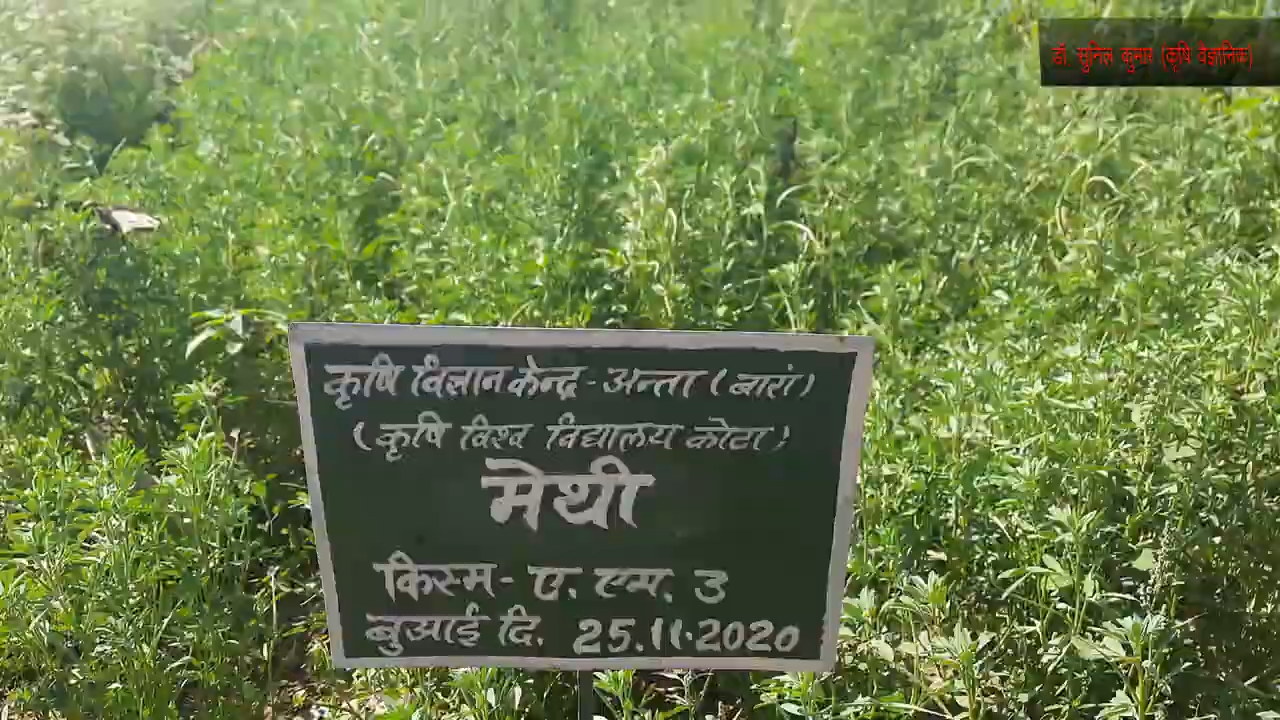 डॉ. सुनिल कुमार (कृषि वैज्ञानिक)
कृषि विज्ञान केन्द्र - अन्ता (बारां)
(कृषि विश्व विद्यालय कोटा)
मेथी
किस्म - ए. एम. 3
बुआई दि. 25.11.2020